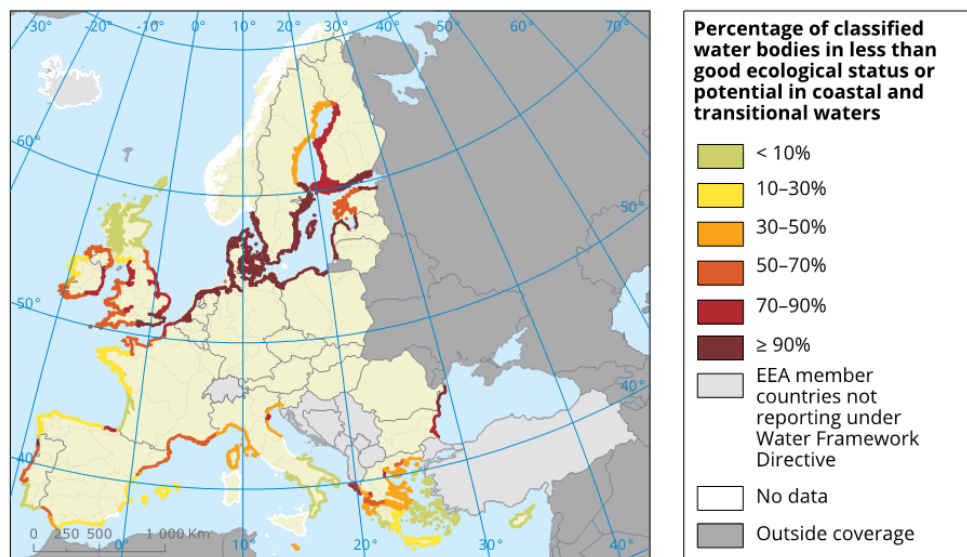 -30° -20° -10° 0° 10° 20° 30° 40° 50° 60° 70°
60°
50°
50°
40°
40°
0 250 500 1 000 Km
0° 10° 20° 30° 40°
Percentage of classified
water bodies in less than
good ecological status or
potential in coastal and
transitional waters
< 10%
10–30%
30–50%
50–70%
70–90%
≥ 90%
EEA member
countries not
reporting under
Water Framework
Directive
No data
Outside coverage